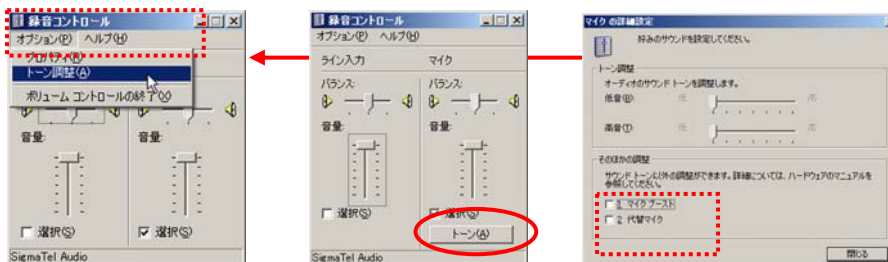 録音コントロール
オプション(P) ヘルプ(H)
プロパティ(R)
トーン調整(A)
ボリューム コントロールの終了(X)
音量:
音量:
選択(S)
選択(S)
SigmaTel Audio
録音コントロール
オプション(P) ヘルプ(H)
ライン入力
マイク
バランス:
バランス:
音量:
音量:
選択(S)
選択(S)
トーン(A)
SigmaTel Audio
マイク の詳細設定
好みのサウンドを設定してください。
トーン調整
オーディオのサウンド トーンを調整します。
低音(B):
低
高
高音(T):
低
高
そのほかの調整
サウンド トーン以外の調整ができます。詳細については、ハードウェアのマニュアルを
参照してください。
1 マイクブースト
2 代替マイク
閉じる